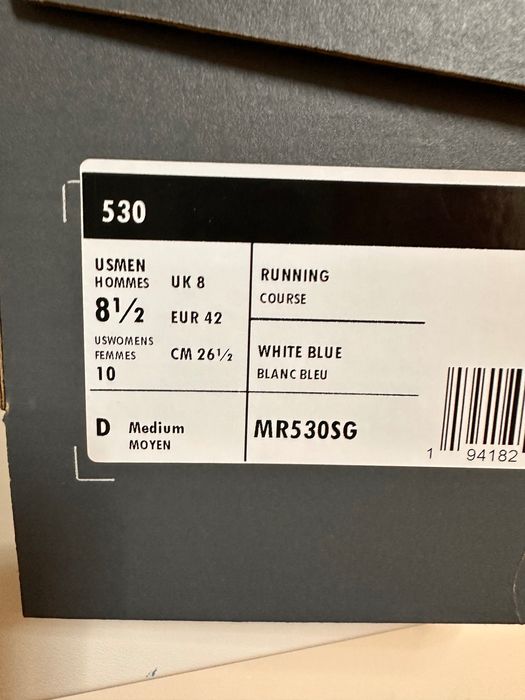 530
USMEN
HOMMES
8½
USWOMENS
FEMMES
10
UK 8
EUR 42
CM 26½
RUNNING
COURSE
WHITE BLUE
BLANC BLEU
D Medium
MOYEN
MR530SG
1 94182